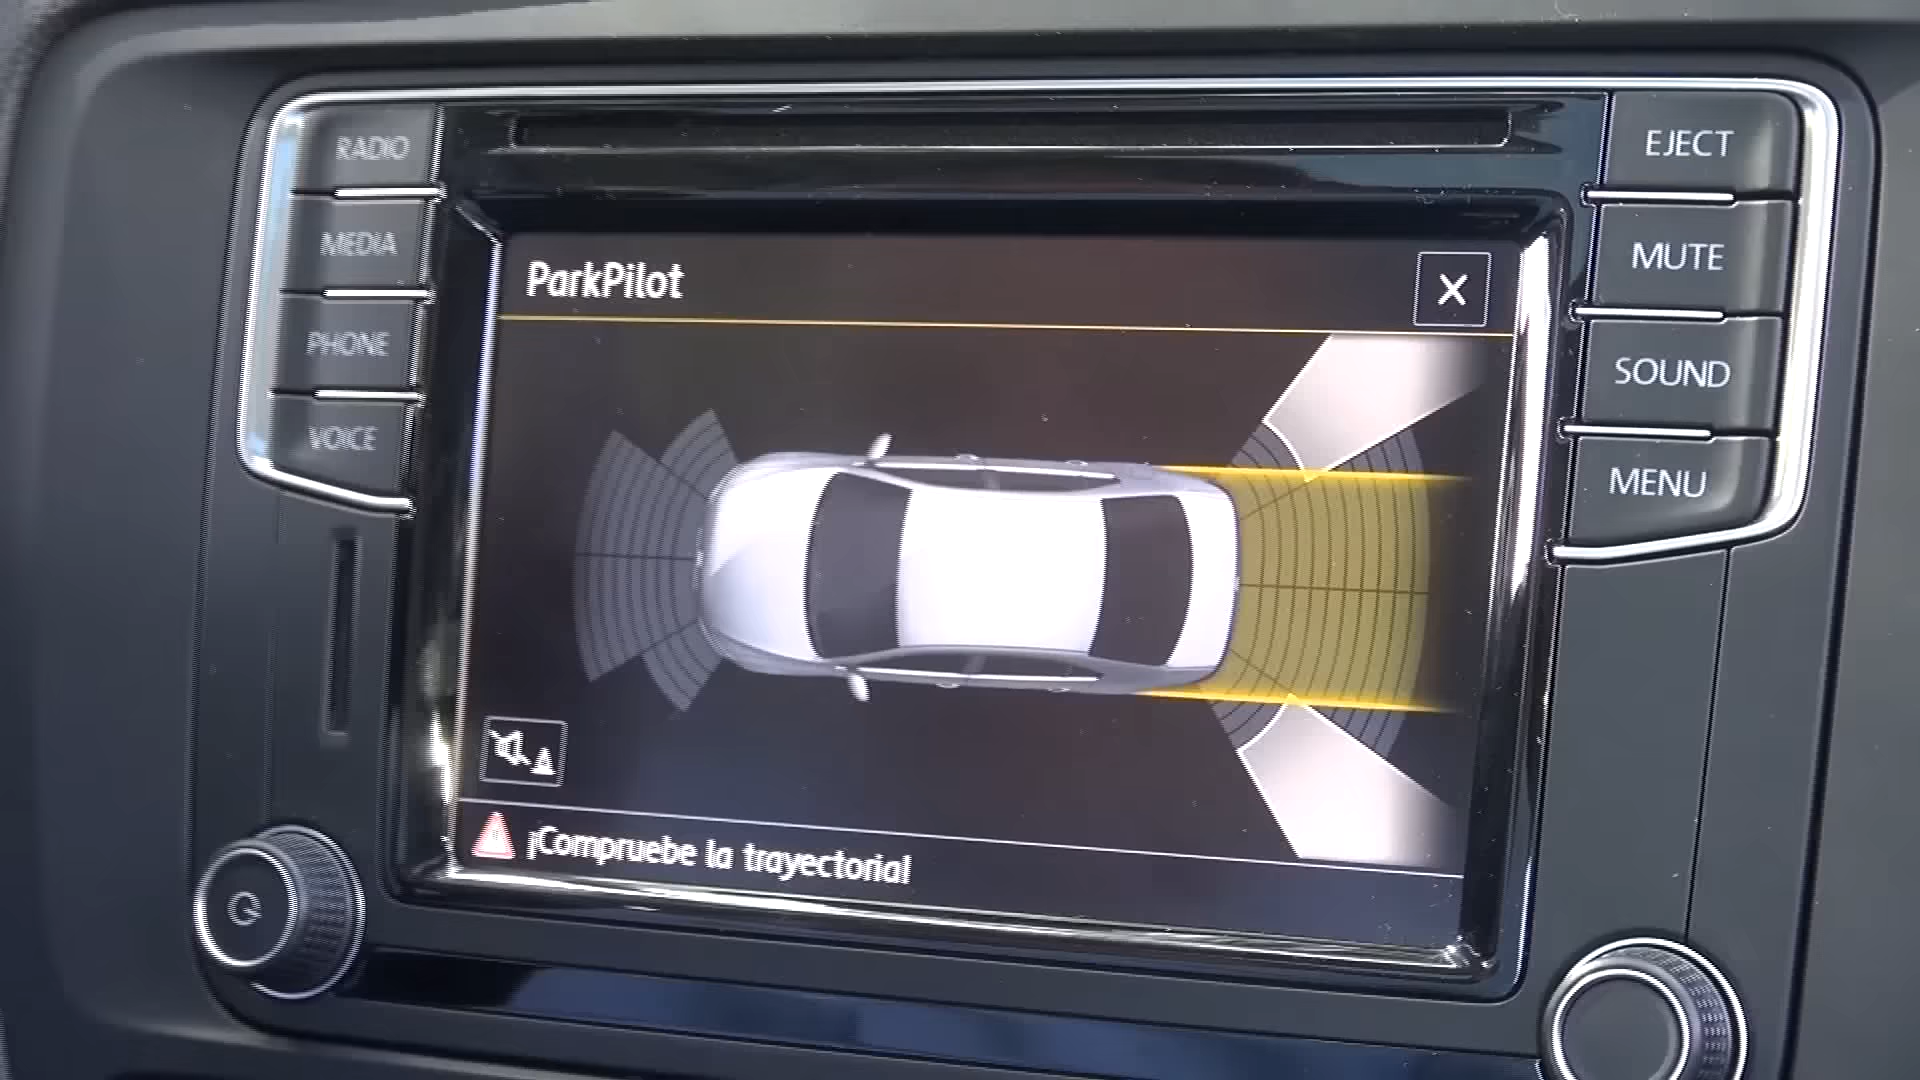 RADIO
MEDIA
PHONE
VOICE
EJECT
MUTE
SOUND
MENU
ParkPilot
X
¡Compruebe la trayectoria!